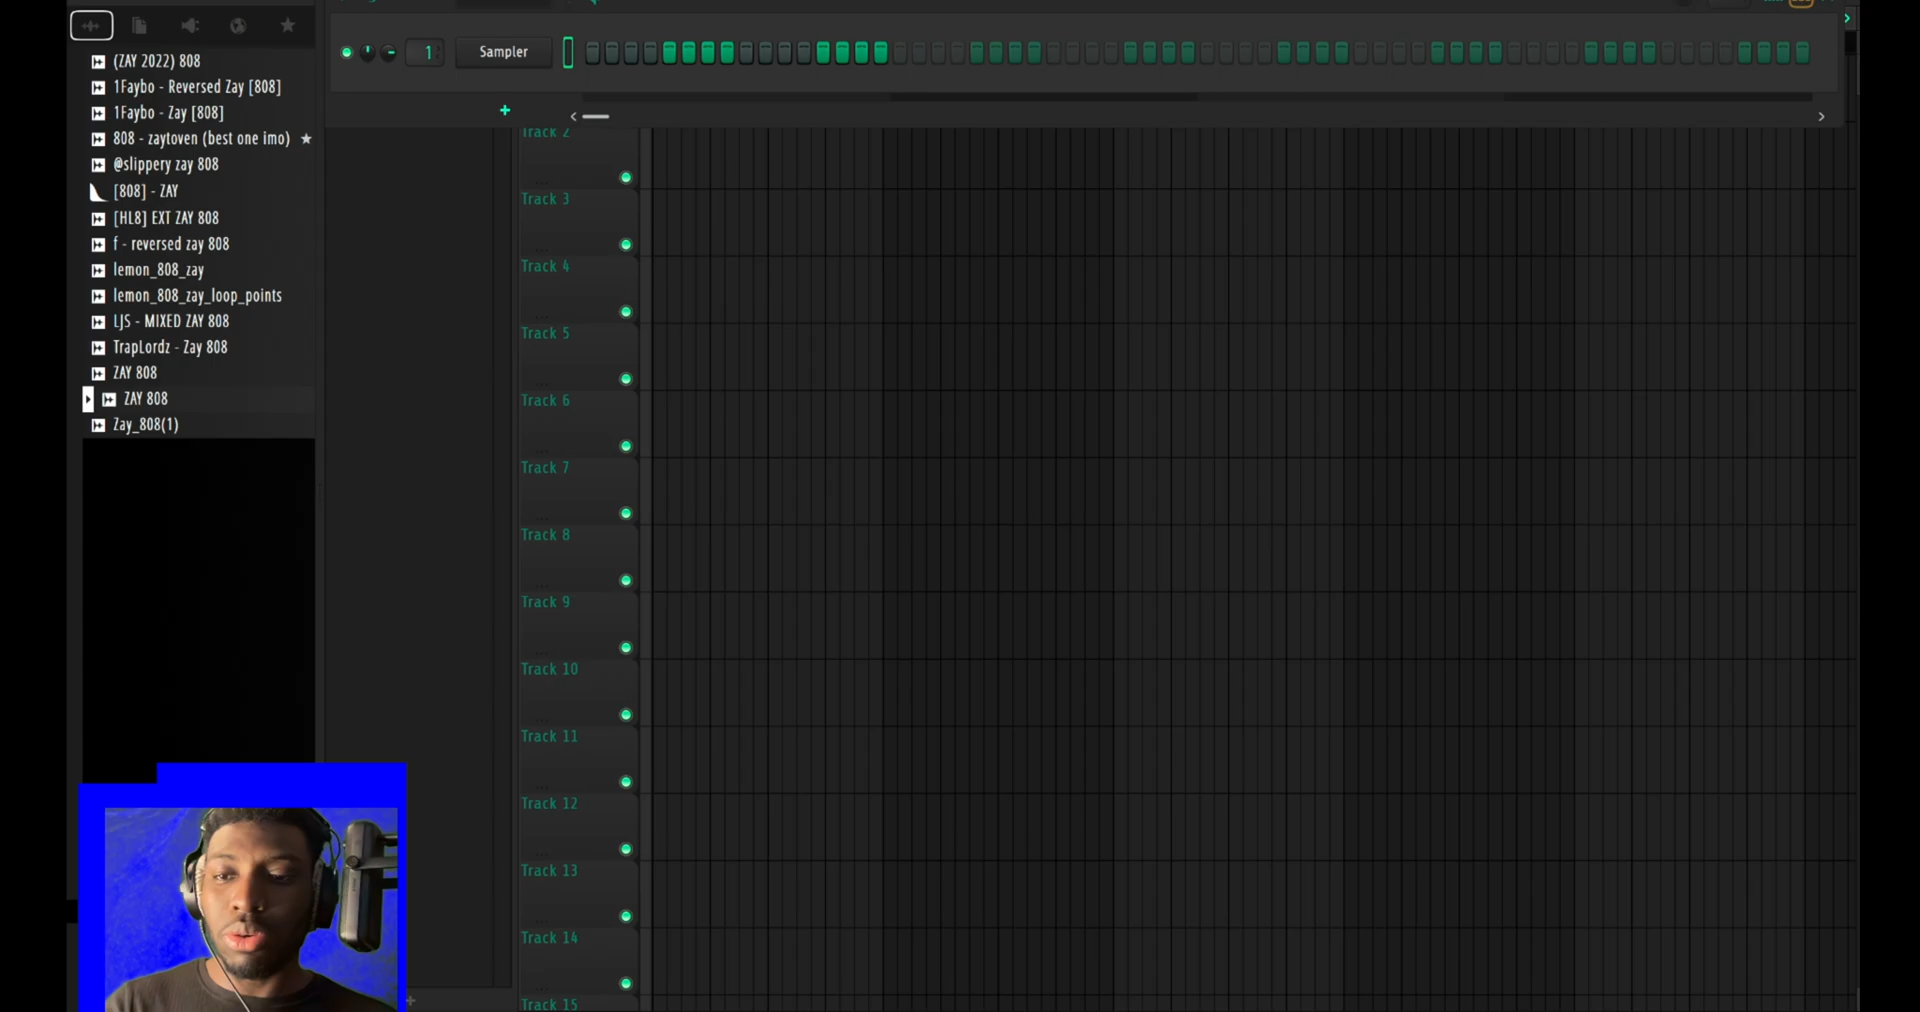 1
Sampler
(ZAY 2022) 808
1Faybo - Reversed Zay [808]
1Faybo - Zay [808]
808 - zaytoven (best one imo)
@slippery zay 808
[808] - ZAY
[HL8] EXT ZAY 808
f - reversed zay 808
lemon_808_zay
lemon_808_zay_loop_points
LJS - MIXED ZAY 808
TrapLordz - Zay 808
ZAY 808
ZAY 808
Zay_808(1)
Track 2
Track 3
Track 4
Track 5
Track 6
Track 7
Track 8
Track 9
Track 10
Track 11
Track 12
Track 13
Track 14
Track 15